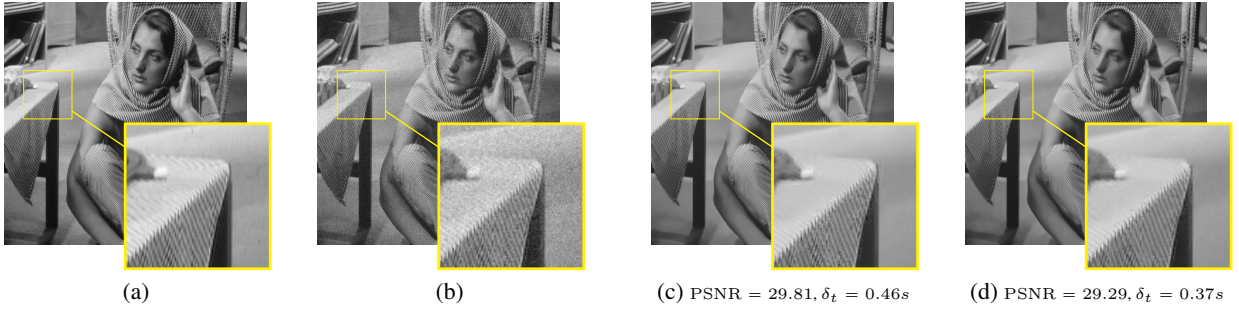 (a)
(b)
(c) PSNR = 29.81, δt = 0.46s
(d) PSNR = 29.29, δt = 0.37s